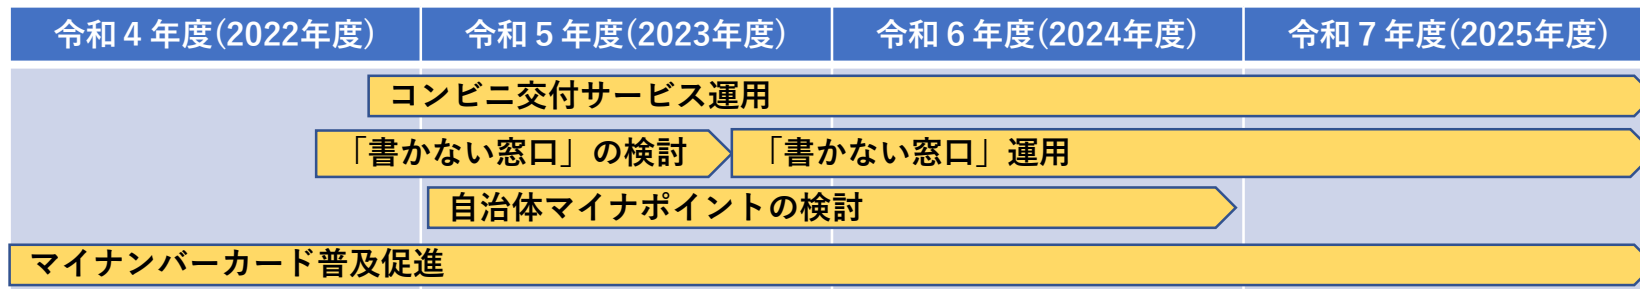 令和４年度(2022年度) 令和５年度(2023年度) 令和６年度(2024年度) 令和７年度(2025年度)
コンビニ交付サービス運用
「書かない窓口」の検討 「書かない窓口」運用
自治体マイナポイントの検討
マイナンバーカード普及促進